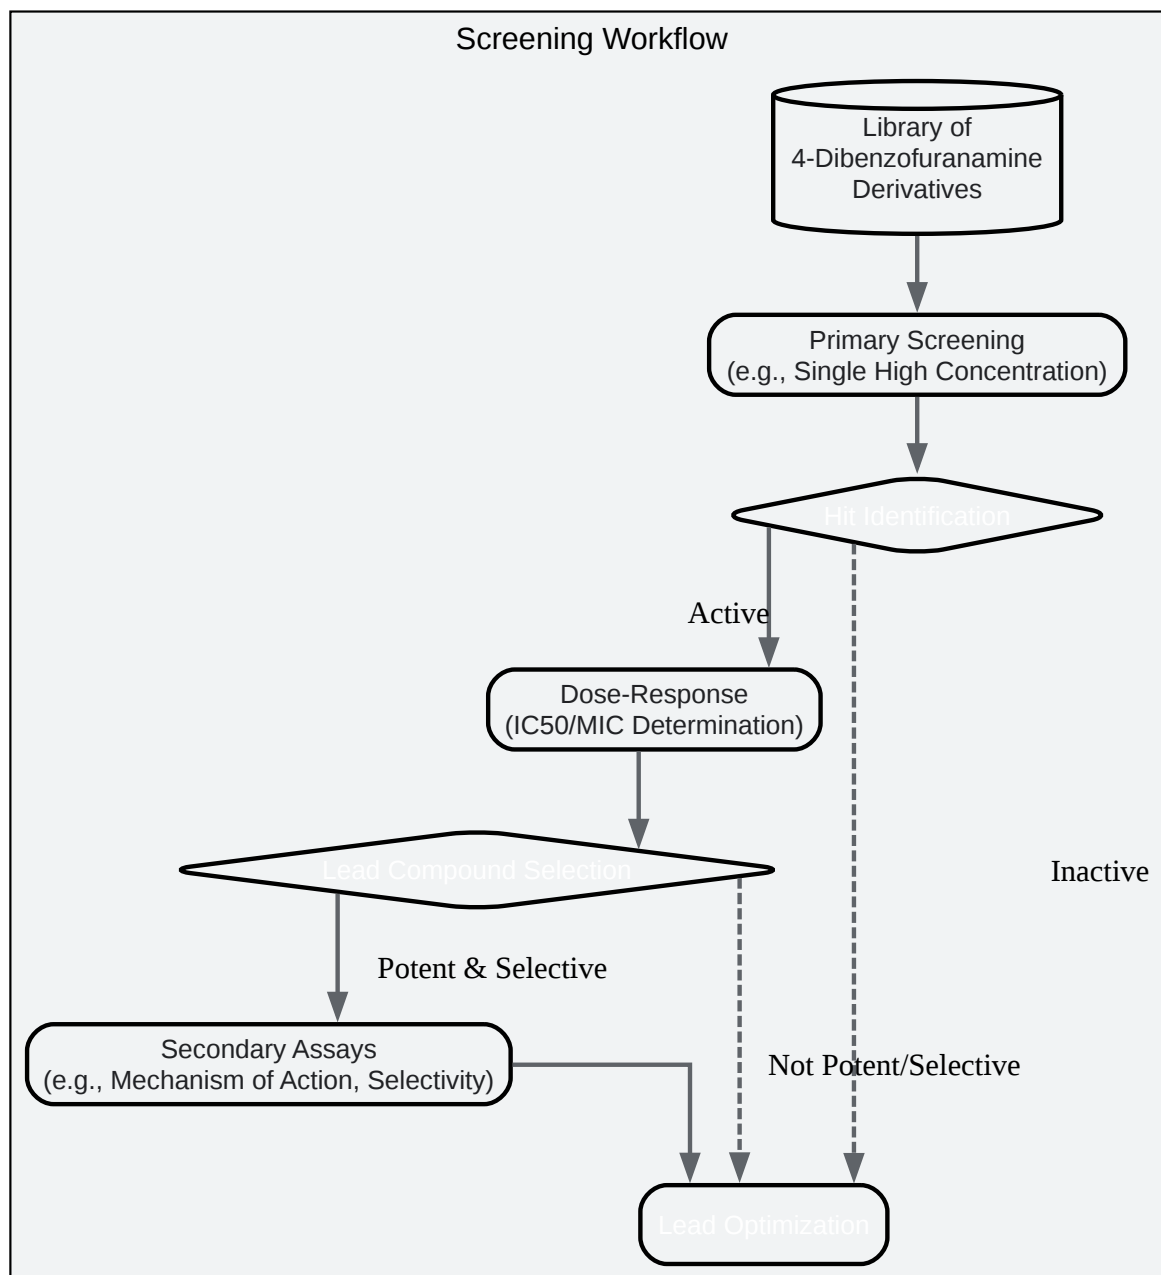 Screening Workflow
Library of
4-Dibenzofuranamine
Derivatives
Primary Screening
(e.g., Single High Concentration)
Hit Identification
Active
Dose-Response
(IC50/MIC Determination)
Lead Compound Selection
Inactive
Potent & Selective
Secondary Assays
(e.g., Mechanism of Action, Selectivity)
Not Potent/Selective
Lead Optimization